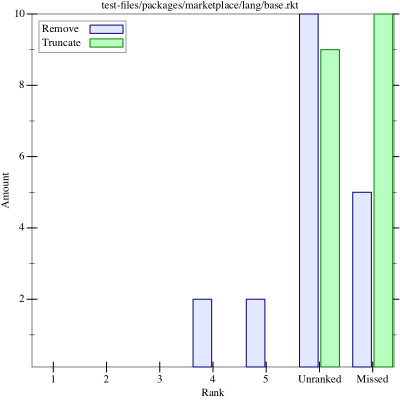 test-files/packages/marketplace/lang/base.rkt
Remove
Truncate
10
8
6
4
2
Amount
1 2 3 4 5 Unranked Missed
Rank